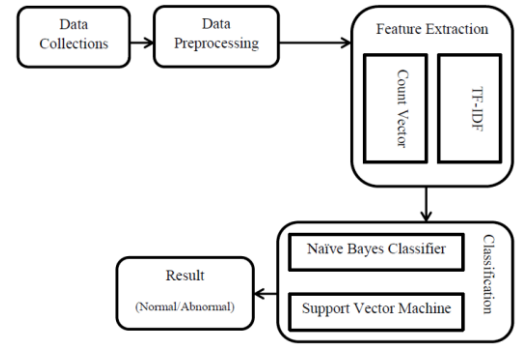 Data
Collections
Data
Preprocessing
Feature Extraction
Count Vector
TF-IDF
Naïve Bayes Classifier
Support Vector Machine
Classification
Result
(Normal/Abnormal)